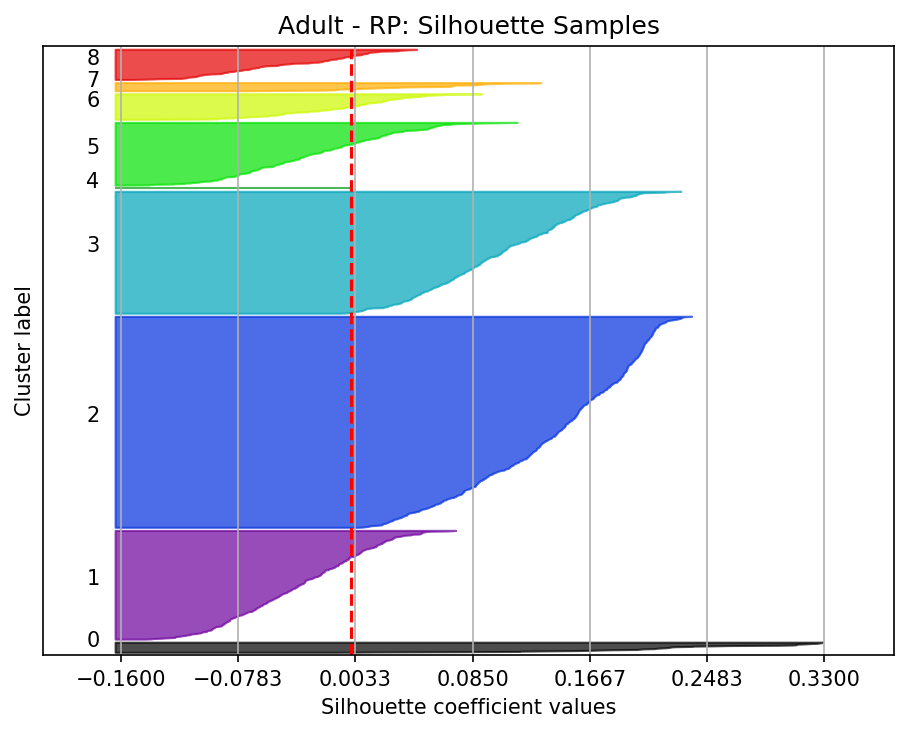 Adult - RP: Silhouette Samples
8
7
6
5
4
3
2
1
0
Cluster label
−0.1600 −0.0783 0.0033 0.0850 0.1667 0.2483 0.3300
Silhouette coefficient values